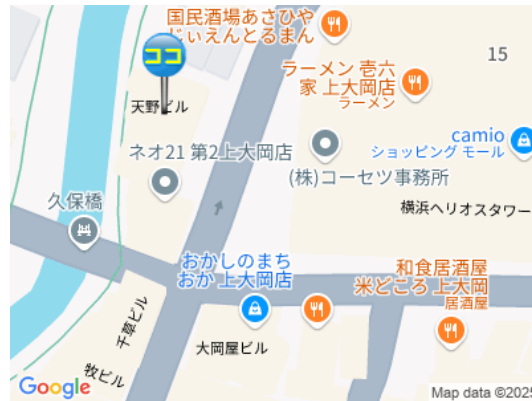 国民酒場あさひや
じぃえんとるまん
ココ
15
ラーメン 壱六
家 上大岡店
ラーメン
天野ビル
camio
ショッピング モール
ネオ21 第2上大岡店
(株)コーセツ事務所
久保橋
横浜ヘリオスタワー
おかしのまち
おか 上大岡店
和食居酒屋
米どころ 上大岡
居酒屋
千草ビル
大岡屋ビル
牧ビル
Google
Map data ©2025